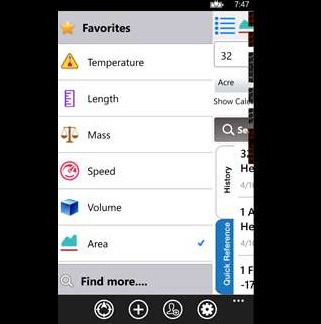 7:47
Favorites
Temperature
32
Length
Acre
Show Cal
Mass
Se
Speed
History
32
He
4/1
Volume
1 A
He
4/1
Area
Quick Reference
Find more....
1 F
-17